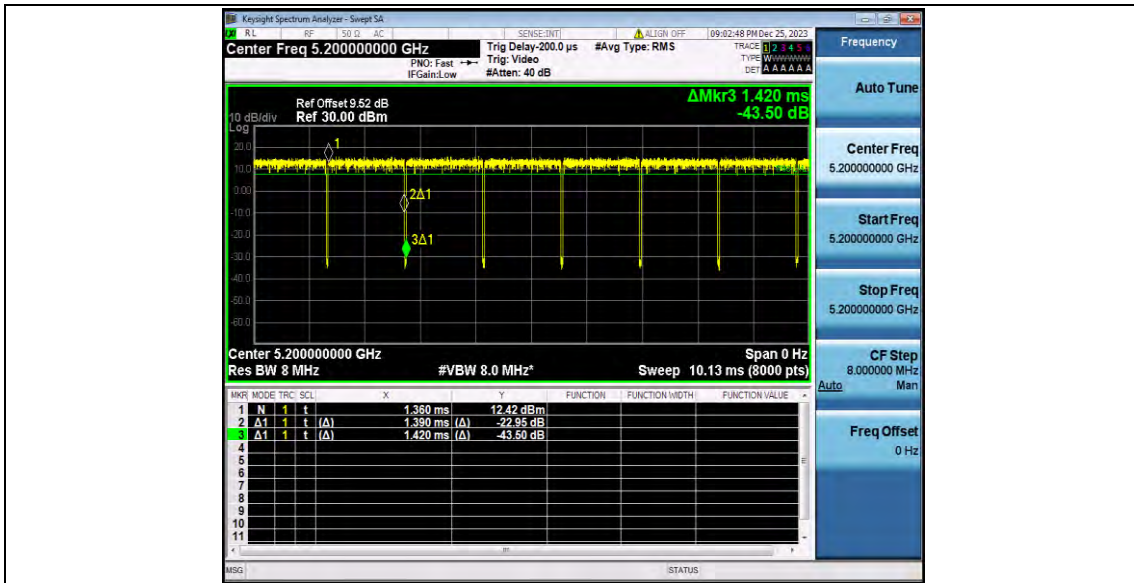 Keysight Spectrum Analyzer - Swept SA
RL RF 50 Ω AC SENSE:INT ALIGN OFF 09:02:48 PM Dec 25, 2023
Center Freq 5.200000000 GHz
Trig Delay-200.0 µs #Avg Type: RMS
TRACE 1 2 3 4 5 6
PNO: Fast Trig: Video
TYPE WWWWWW
IFGain:Low #Atten: 40 dB
DET A A A A A A
ΔMkr3 1.420 ms
-43.50 dB
Ref Offset 9.52 dB
10 dB/div Ref 30.00 dBm
Log
20.0
10.0
0.00
-10.0
-20.0
-30.0
-40.0
-50.0
-60.0
1
2Δ1
3Δ1
Center 5.200000000 GHz Span 0 Hz
Res BW 8 MHz #VBW 8.0 MHz* Sweep 10.13 ms (8000 pts)
MKR MODE TRC SCL X Y FUNCTION FUNCTION WIDTH FUNCTION VALUE
1 N 1 t 1.360 ms 12.42 dBm
2 Δ1 1 t (Δ) 1.390 ms (Δ) -22.95 dB
3 Δ1 1 t (Δ) 1.420 ms (Δ) -43.50 dB
4
5
6
7
8
9
10
11
MSG STATUS
Frequency
Auto Tune
Center Freq
5.200000000 GHz
Start Freq
5.200000000 GHz
Stop Freq
5.200000000 GHz
CF Step
8.000000 MHz
Auto Man
Freq Offset
0 Hz